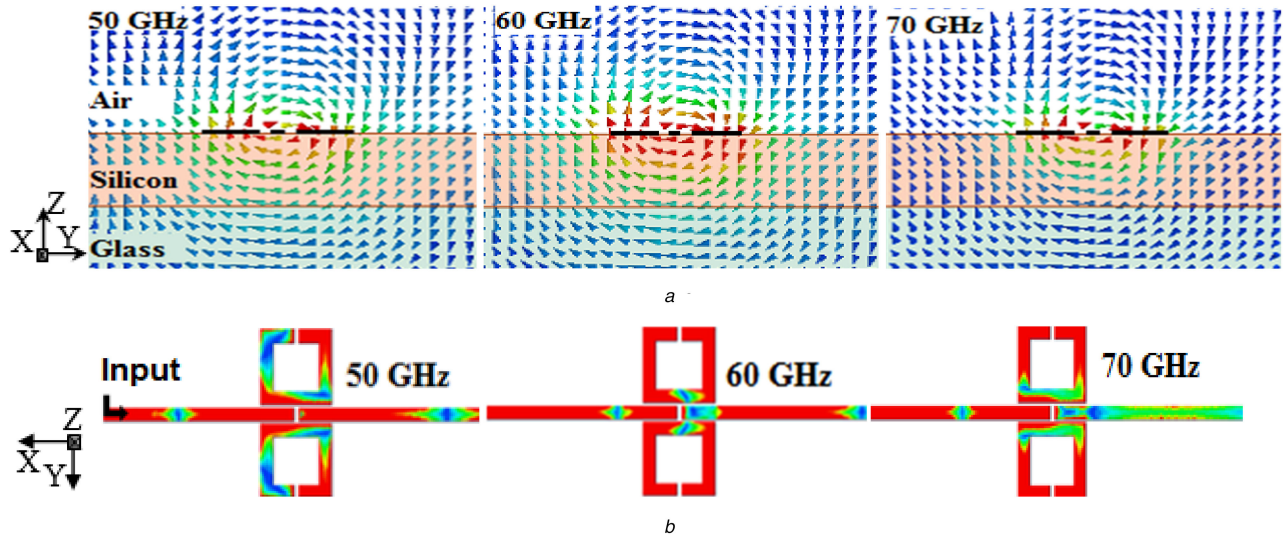 50 GHz
60 GHz
70 GHz
Air
Silicon
Z
X Y
Glass
a
Input
50 GHz
60 GHz
70 GHz
Z
X
Y
b